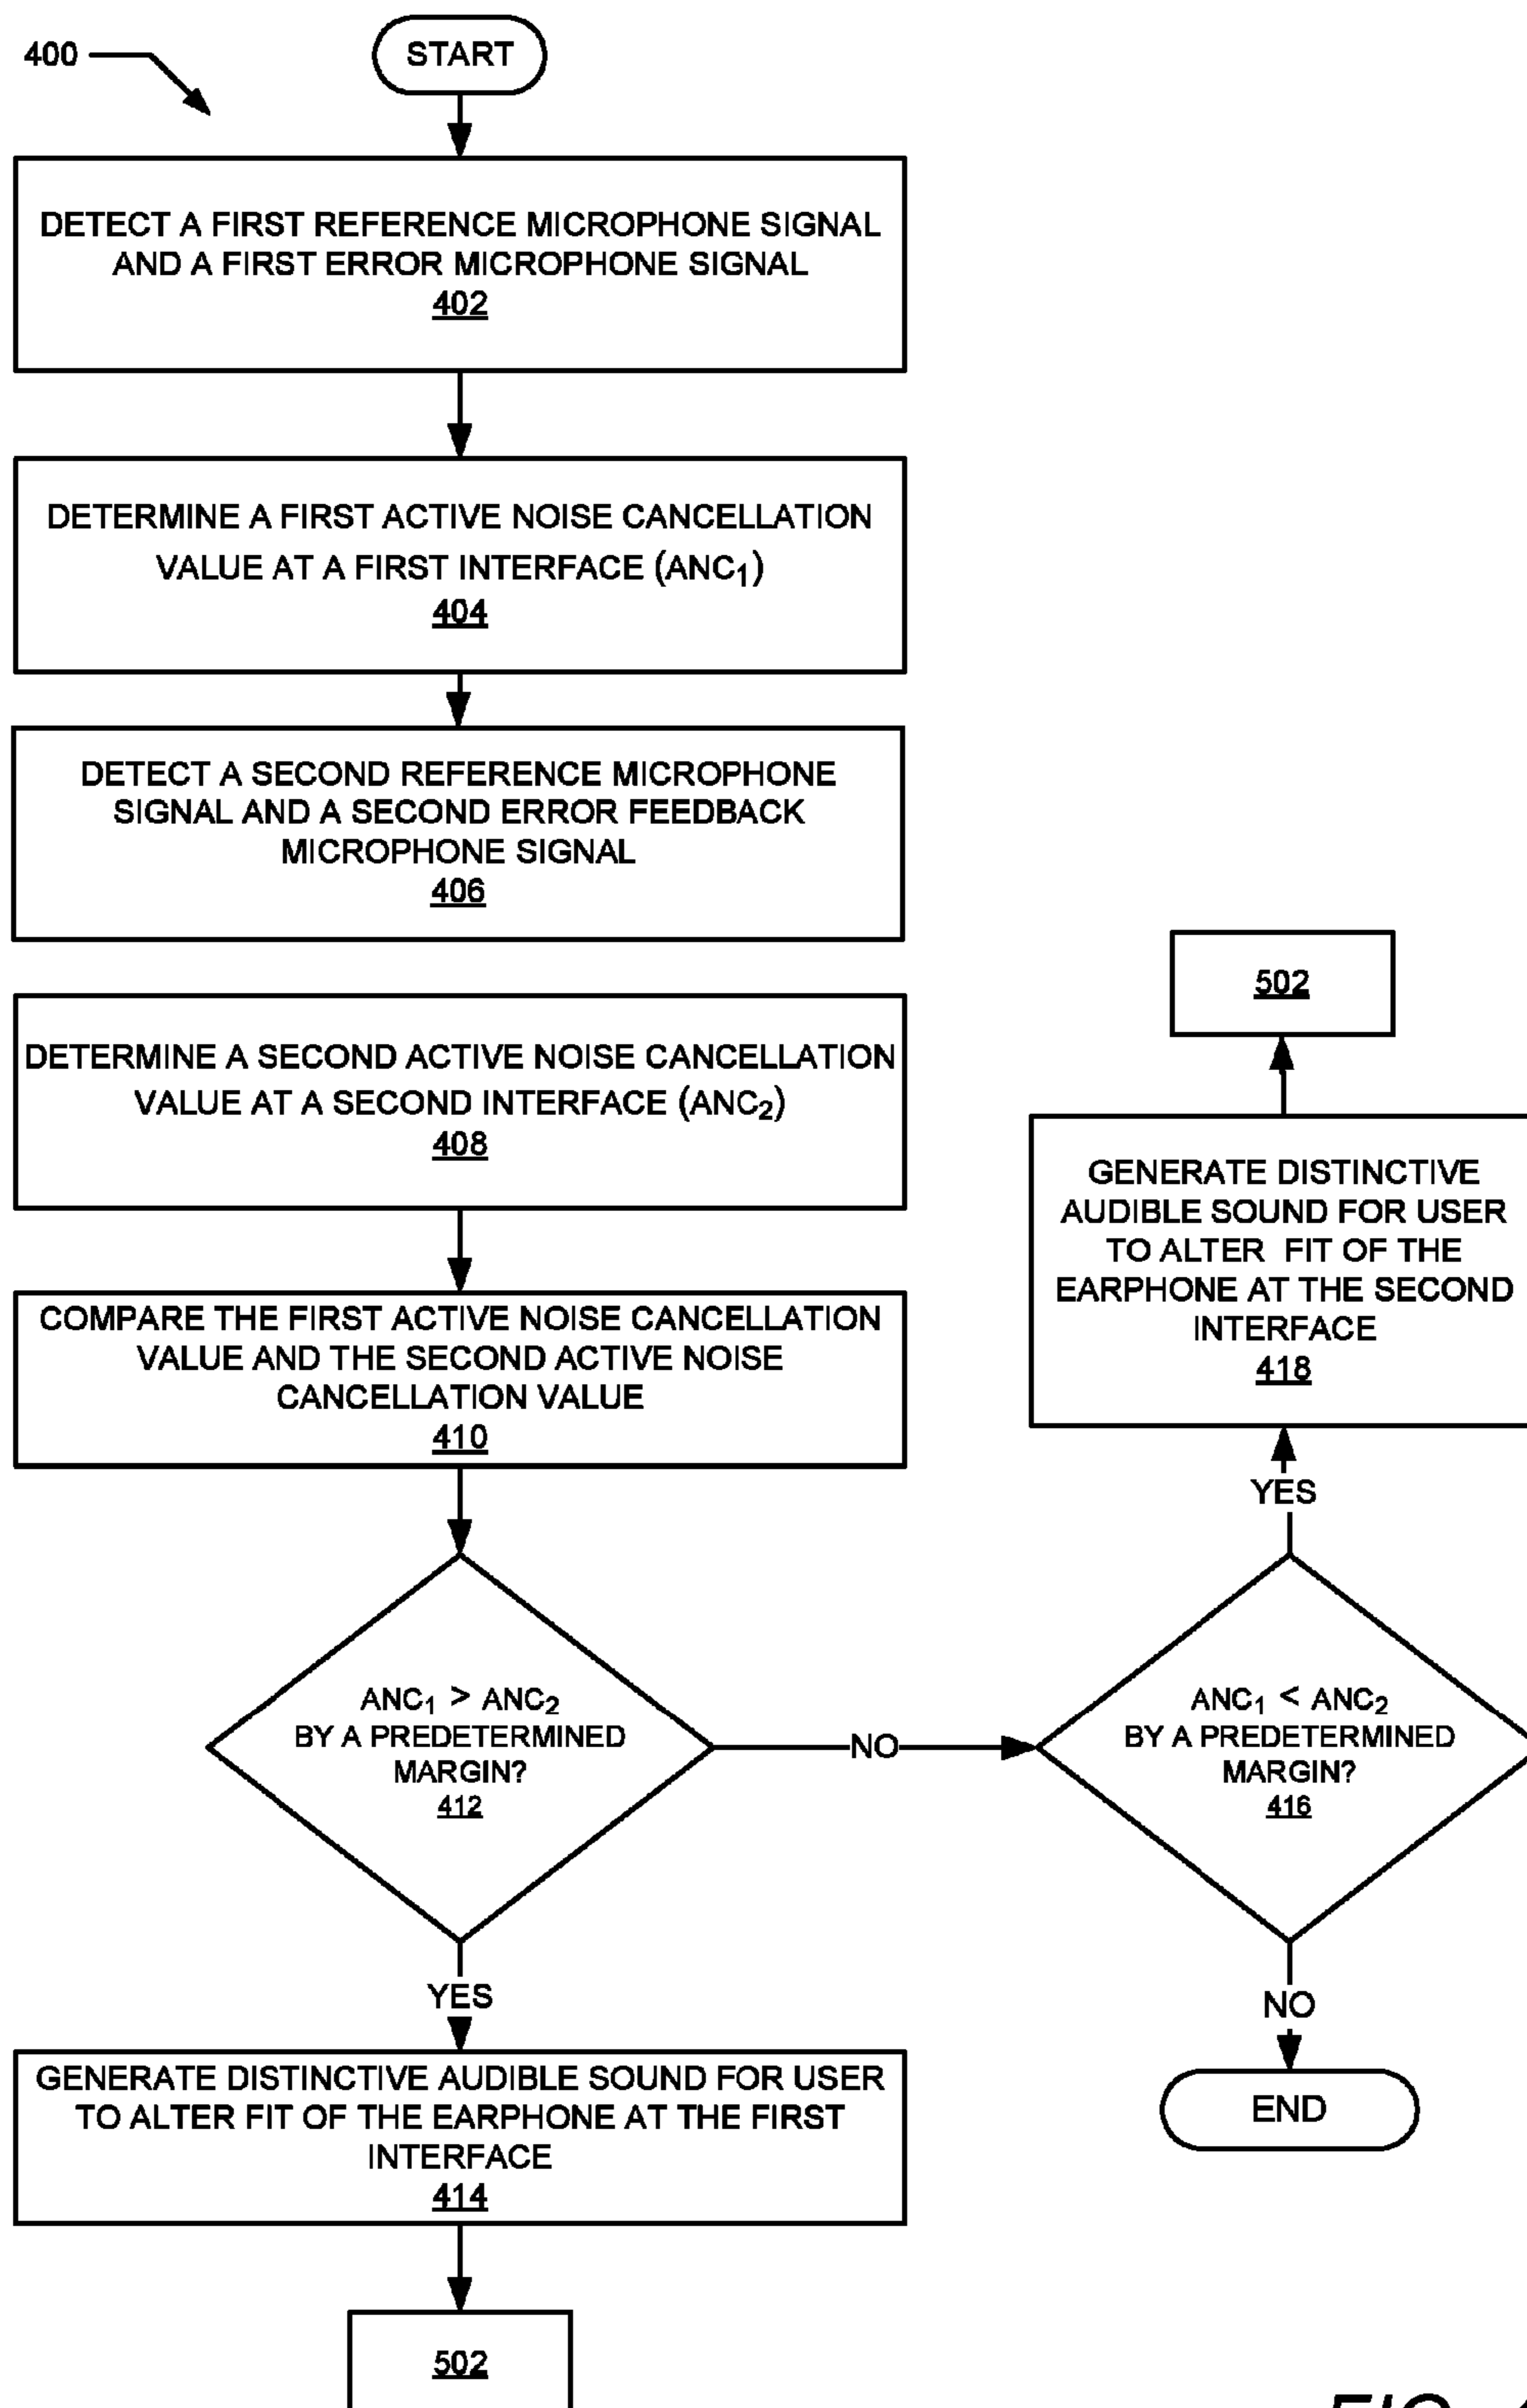 400
START
DETECT A FIRST REFERENCE MICROPHONE SIGNAL
AND A FIRST ERROR MICROPHONE SIGNAL
402
DETERMINE A FIRST ACTIVE NOISE CANCELLATION
VALUE AT A FIRST INTERFACE (ANC₁)
404
DETECT A SECOND REFERENCE MICROPHONE
SIGNAL AND A SECOND ERROR FEEDBACK
MICROPHONE SIGNAL
406
DETERMINE A SECOND ACTIVE NOISE CANCELLATION
VALUE AT A SECOND INTERFACE (ANC₂)
408
COMPARE THE FIRST ACTIVE NOISE CANCELLATION
VALUE AND THE SECOND ACTIVE NOISE
CANCELLATION VALUE
410
ANC₁ > ANC₂
BY A PREDETERMINED
MARGIN?
412
YES
GENERATE DISTINCTIVE AUDIBLE SOUND FOR USER
TO ALTER FIT OF THE EARPHONE AT THE FIRST
INTERFACE
414
502
NO
ANC₁ < ANC₂
BY A PREDETERMINED
MARGIN?
416
YES
GENERATE DISTINCTIVE
AUDIBLE SOUND FOR USER
TO ALTER FIT OF THE
EARPHONE AT THE SECOND
INTERFACE
418
502
NO
END
FIG.